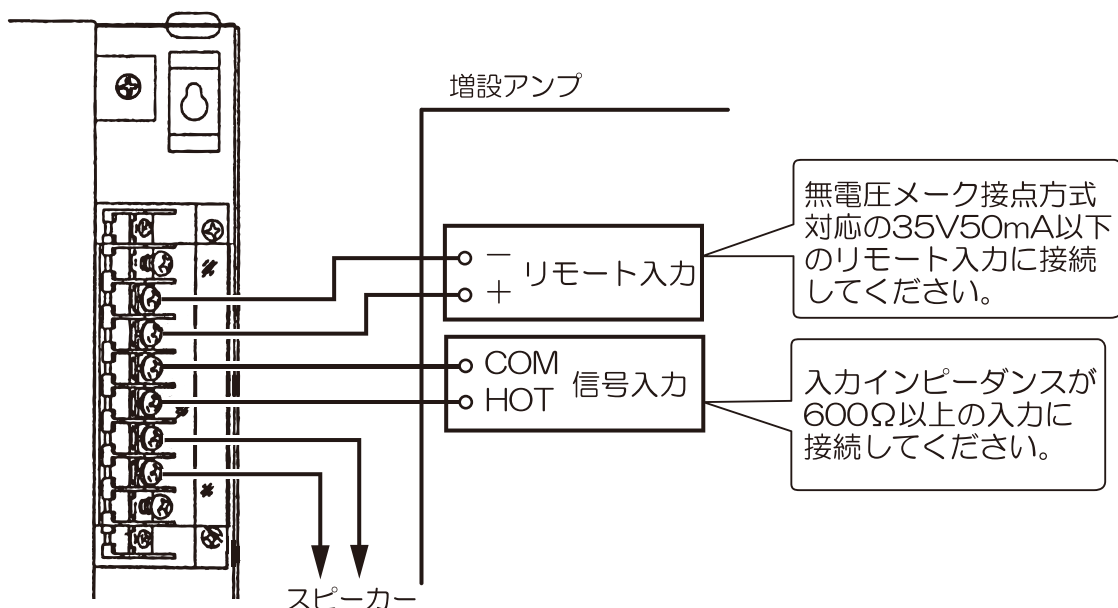 増設アンプ
無電圧メーク接点方式
対応の35V50mA以下
のリモート入力に接続
してください。
－
＋
リモート入力
COM
HOT
信号入力
入力インピーダンスが
600Ω以上の入力に
接続してください。
スピーカー